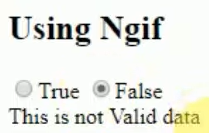 Using Ngif
True False
This is not Valid data